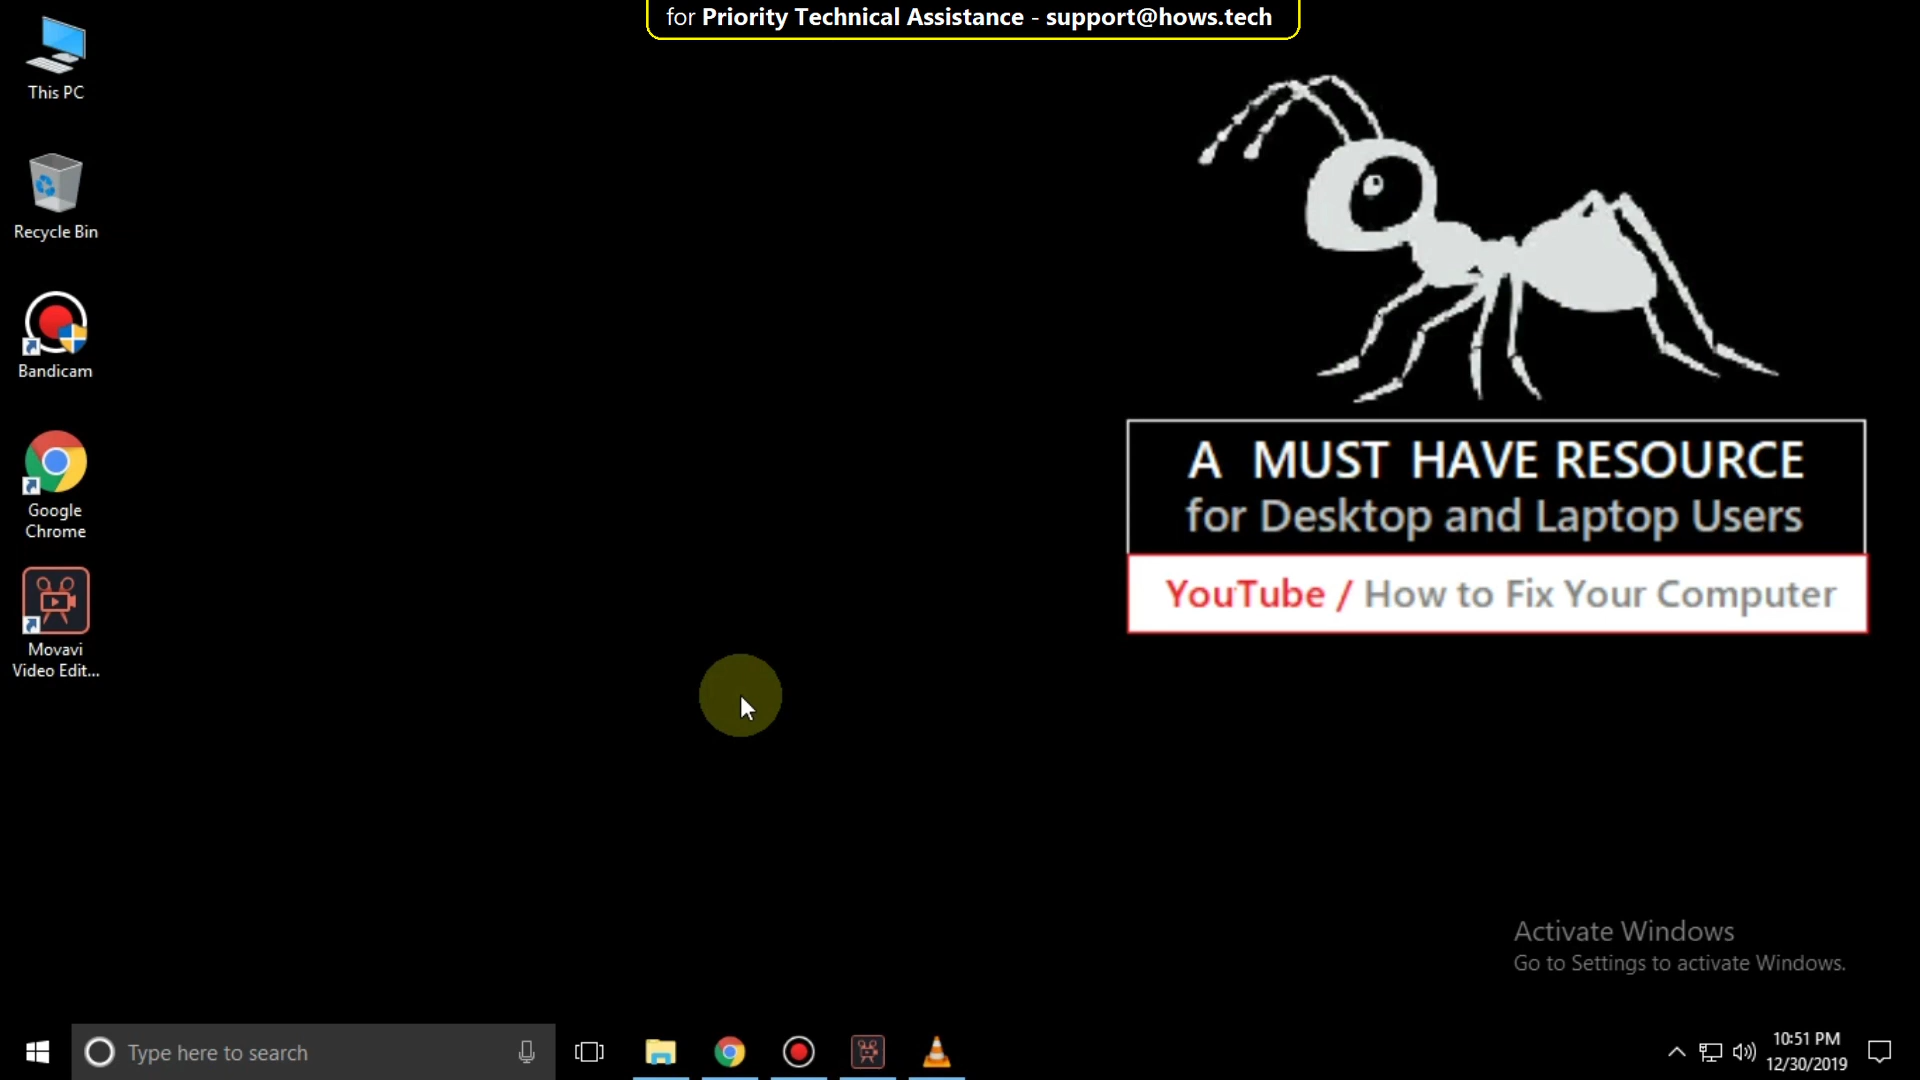 for Priority Technical Assistance - support@hows.tech
This PC
Recycle Bin
Bandicam
Google
Chrome
Movavi
Video Edit...
A MUST HAVE RESOURCE
for Desktop and Laptop Users
YouTube / How to Fix Your Computer
Activate Windows
Go to Settings to activate Windows.
Type here to search
10:51 PM
12/30/2019